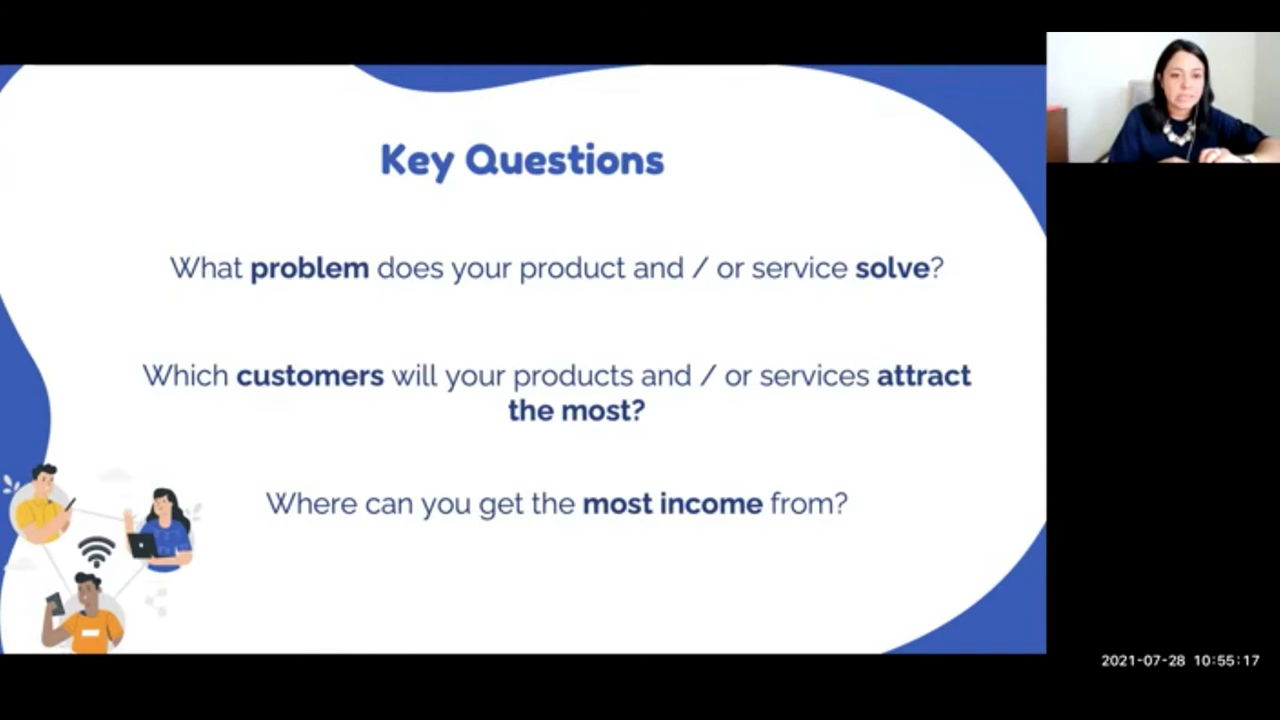 Key Questions
What problem does your product and / or service solve?
Which customers will your products and / or services attract
the most?
Where can you get the most income from?
2021-07-28 10:55:17